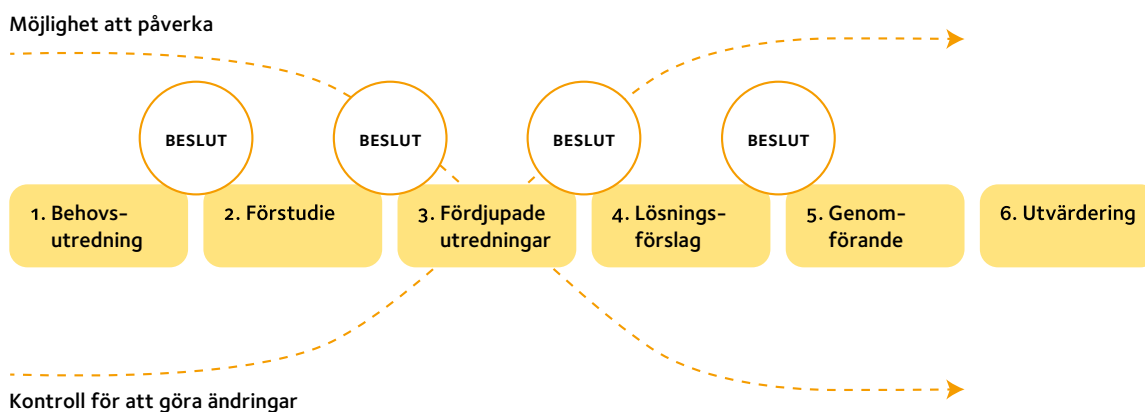 Möjlighet att påverka
BESLUT
BESLUT
BESLUT
BESLUT
1. Behovs-
utredning
2. Förstudie
3. Fördjupade
utredningar
4. Lösnings-
förslag
5. Genom-
förande
6. Utvärdering
Kontroll för att göra ändringar